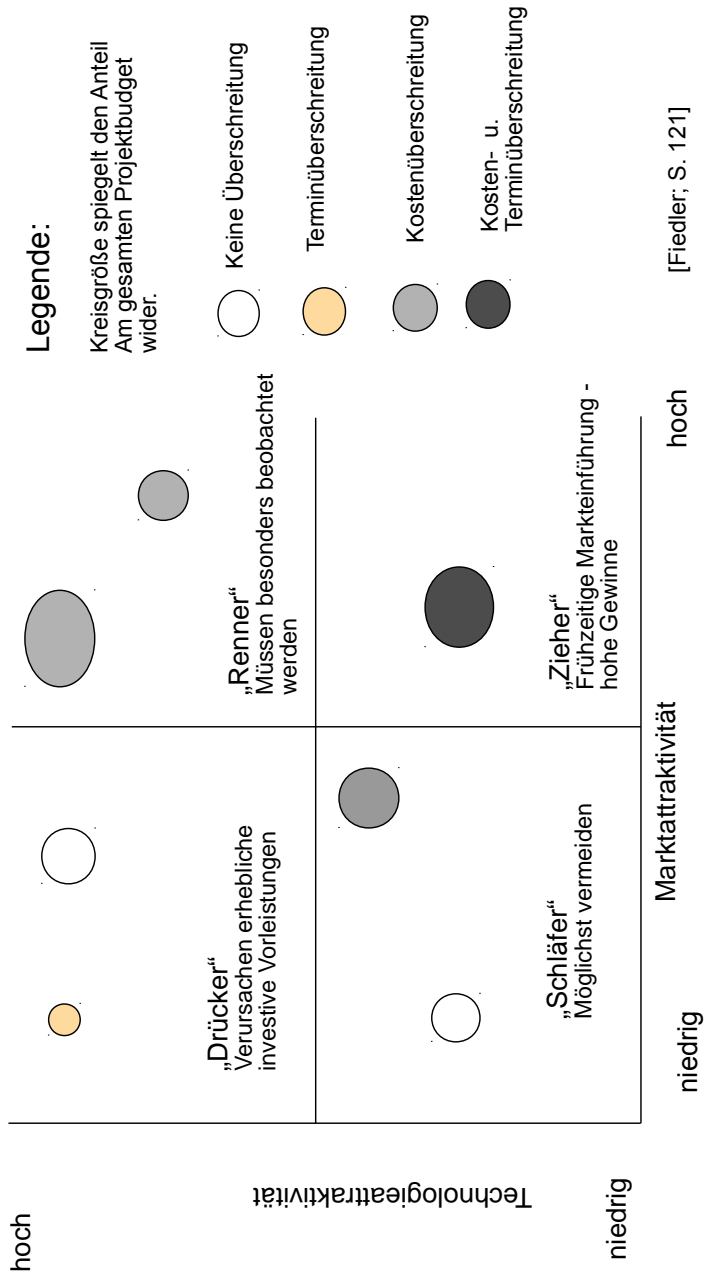 hoch
Technologieattraktivität
niedrig
„Drücker“
Verursachen erhebliche
investive Vorleistungen
„Renner“
Müssen besonders beobachtet
werden
„Schläfer“
Möglichst vermeiden
„Zieher“
Frühzeitige Markteinführung -
hohe Gewinne
niedrig
Marktattraktivität
hoch
Legende:
Kreisgröße spiegelt den Anteil
Am gesamten Projektbudget
wider.
Keine Überschreitung
Terminüberschreitung
Kostenüberschreitung
Kosten- u.
Terminüberschreitung
[Fiedler; S. 121]